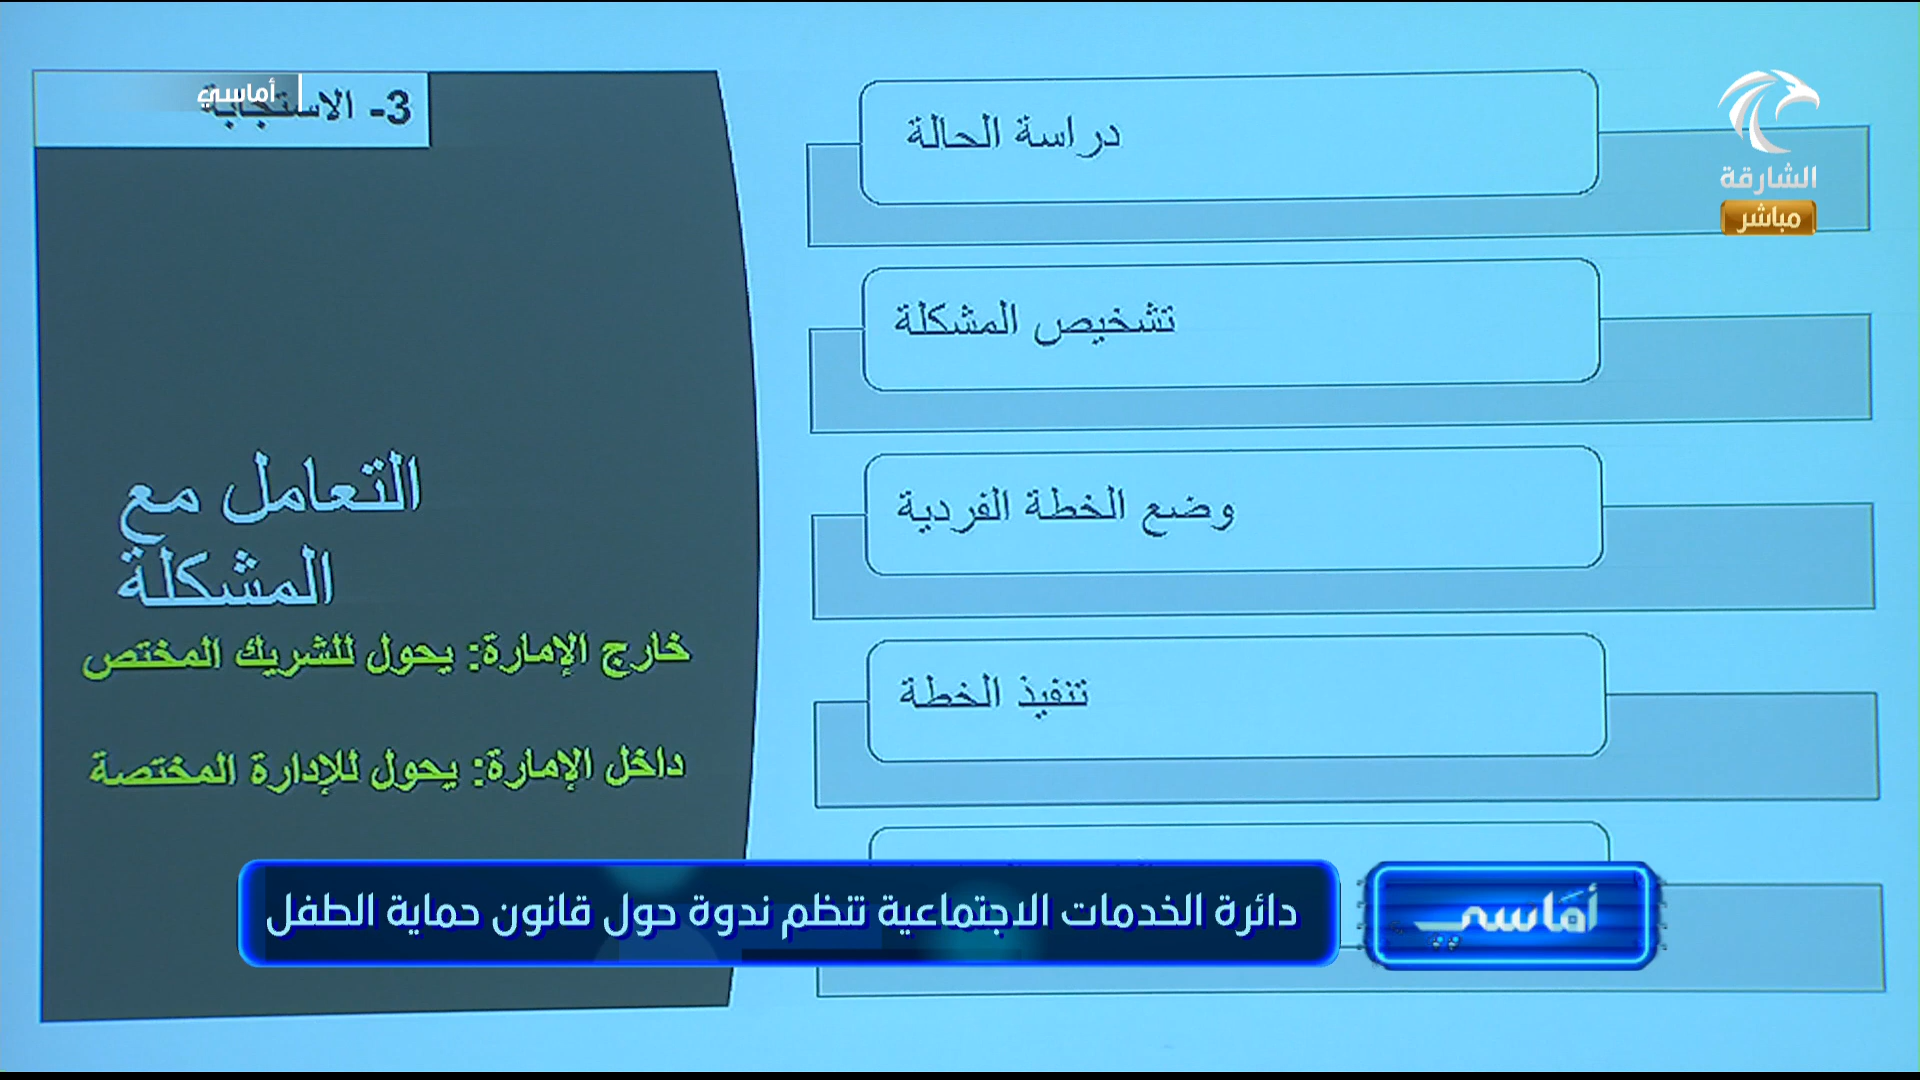 3- الاستجابة
أماسي
الشارقة
مباشر
دراسة الحالة
تشخيص المشكلة
وضع الخطة الفردية
تنفيذ الخطة
التعامل مع
المشكلة
خارج الإمارة: يحول للشريك المختص
داخل الإمارة: يحول للإدارة المختصة
أماسي
دائرة الخدمات الاجتماعية تنظم ندوة حول قانون حماية الطفل